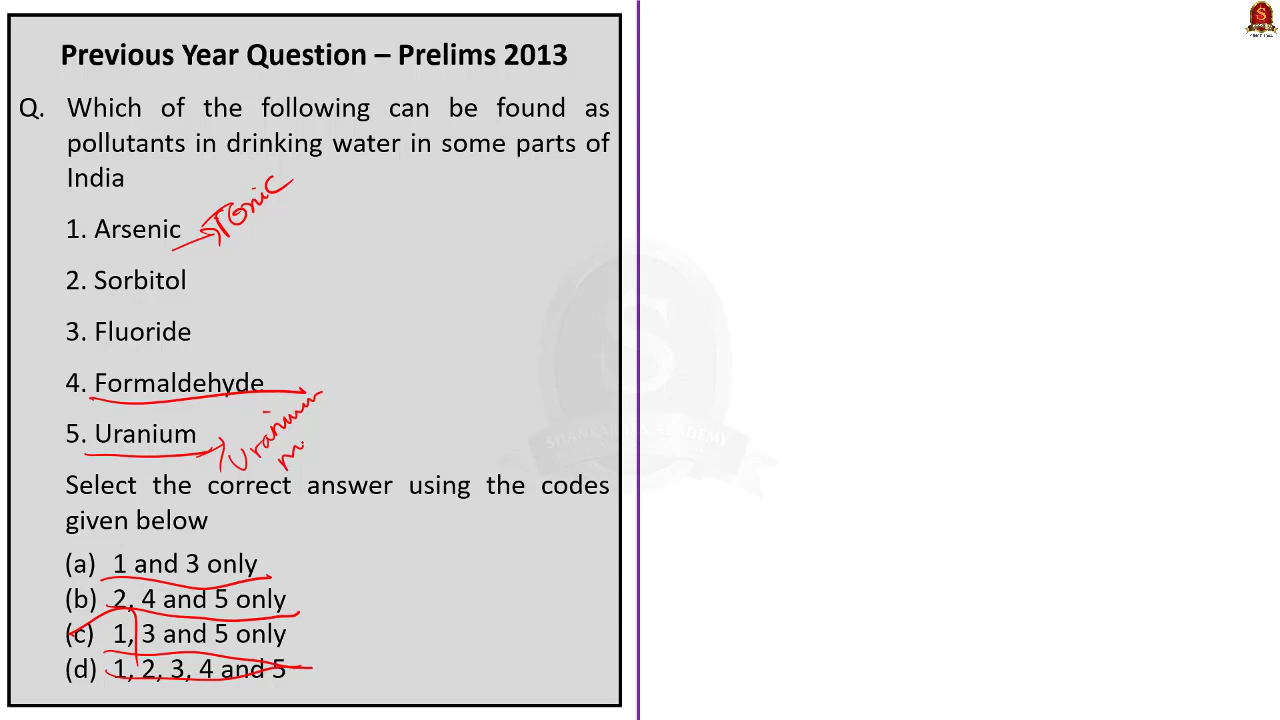 Previous Year Question – Prelims 2013
Q. Which of the following can be found as
pollutants in drinking water in some parts of
India
1. Arsenic
Toxic
2. Sorbitol
3. Fluoride
4. Formaldehyde
5. Uranium
Uranium
m
Select the correct answer using the codes
given below
(a) 1 and 3 only
(b) 2, 4 and 5 only
(c) 1, 3 and 5 only
(d) 1, 2, 3, 4 and 5
S
S